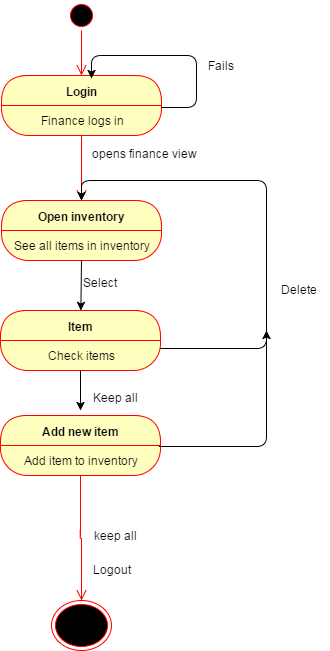 Fails
Login
Finance logs in
opens finance view
Open inventory
See all items in inventory
Select
Delete
Item
Check items
Keep all
Add new item
Add item to inventory
keep all
Logout